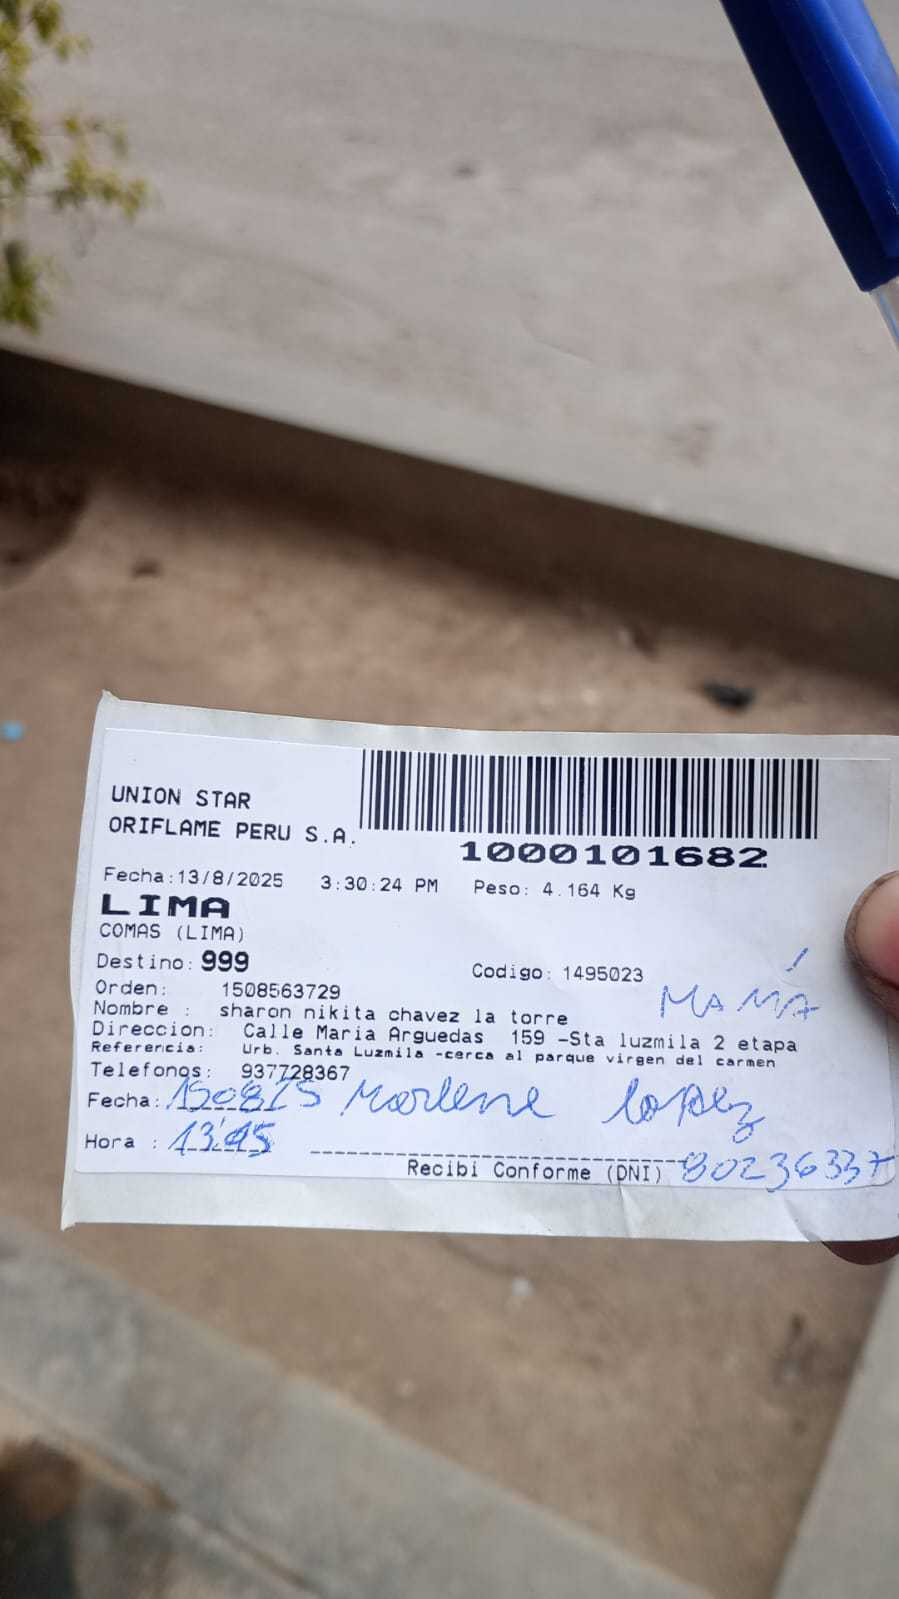 UNION STAR
ORIFLAME PERU S.A.
1000101682
Fecha:13/8/2025 3:30:24 PM Peso: 4.164 Kg
LIMA
COMAS (LIMA)
Destino: 999 Codigo: 1495023
Orden: 1508563729
MAMÁ
Nombre : sharon nikita chavez la torre
Direccion: Calle Maria Arguedas 159 -Sta luzmila 2 etapa
Referencia: Urb. Santa Luzmila -cerca al parque virgen del carmen
Telefonos: 937728367
Fecha: 150825 Marlene lopez
Hora : 13:45
Recibi Conforme (DNI) 80236337